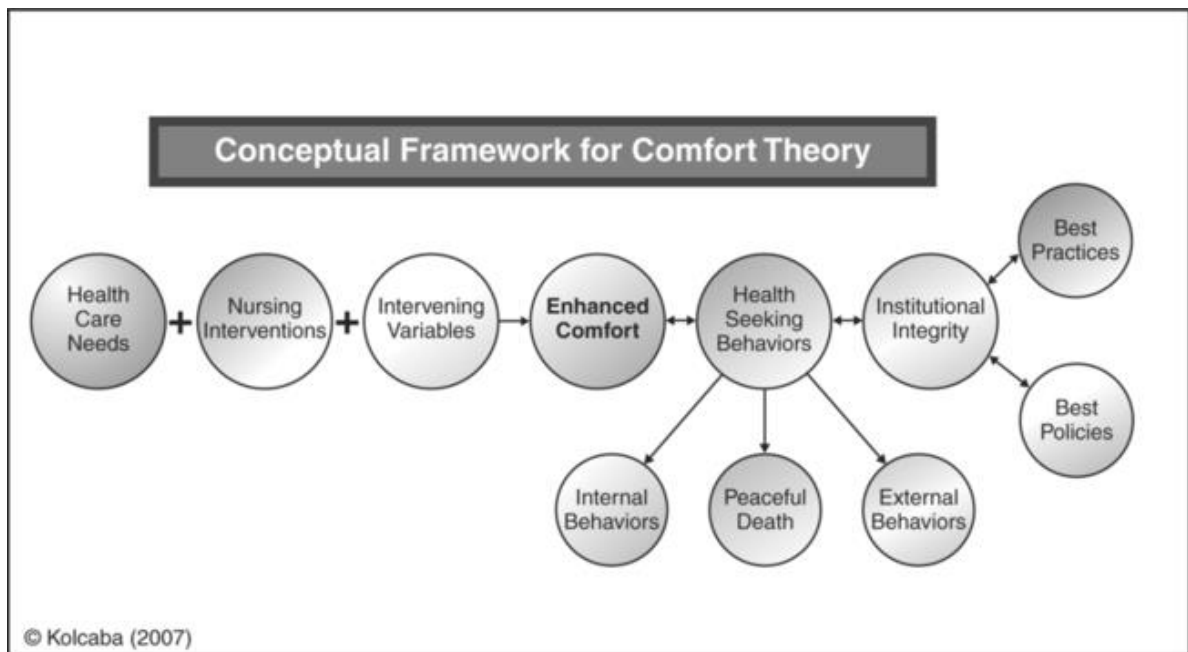 Conceptual Framework for Comfort Theory
Health
Care
Needs
+
Nursing
Interventions
+
Intervening
Variables
Enhanced
Comfort
Health
Seeking
Behaviors
Institutional
Integrity
Best
Practices
Best
Policies
Internal
Behaviors
Peaceful
Death
External
Behaviors
© Kolcaba (2007)